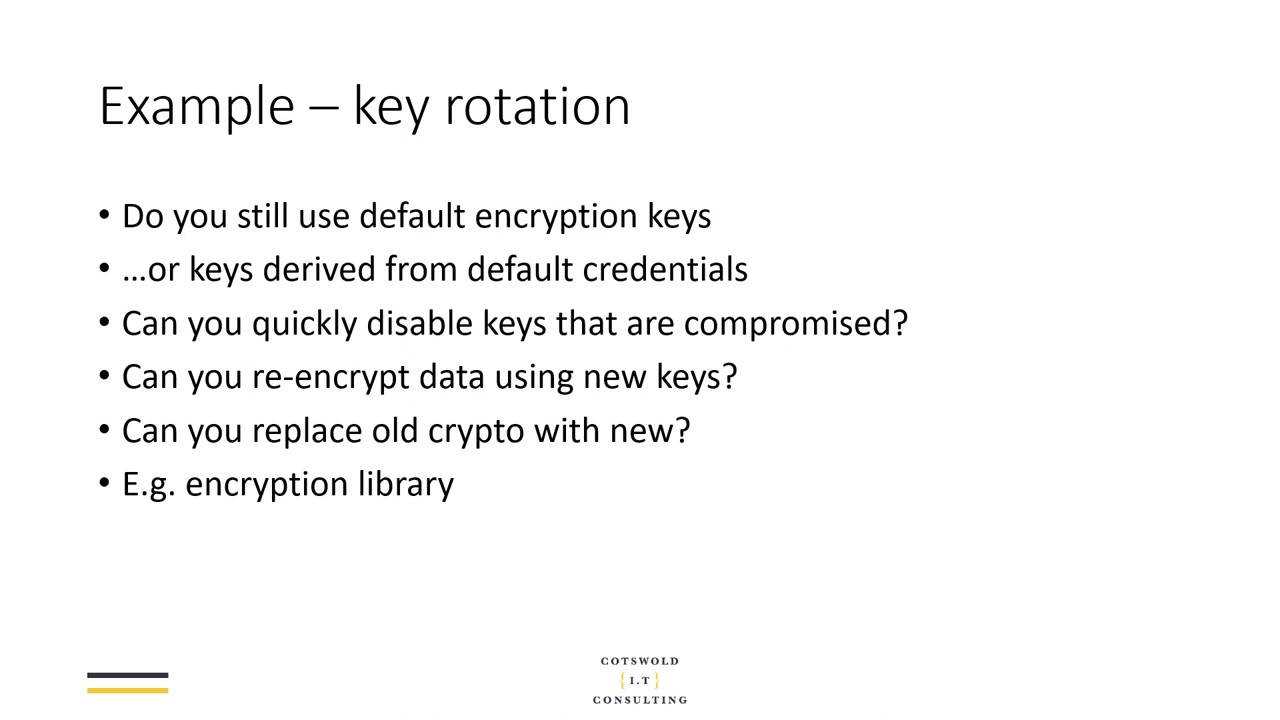 Example – key rotation
• Do you still use default encryption keys
• …or keys derived from default credentials
• Can you quickly disable keys that are compromised?
• Can you re-encrypt data using new keys?
• Can you replace old crypto with new?
• E.g. encryption library
COTSWOLD
{ I.T }
CONSULTING